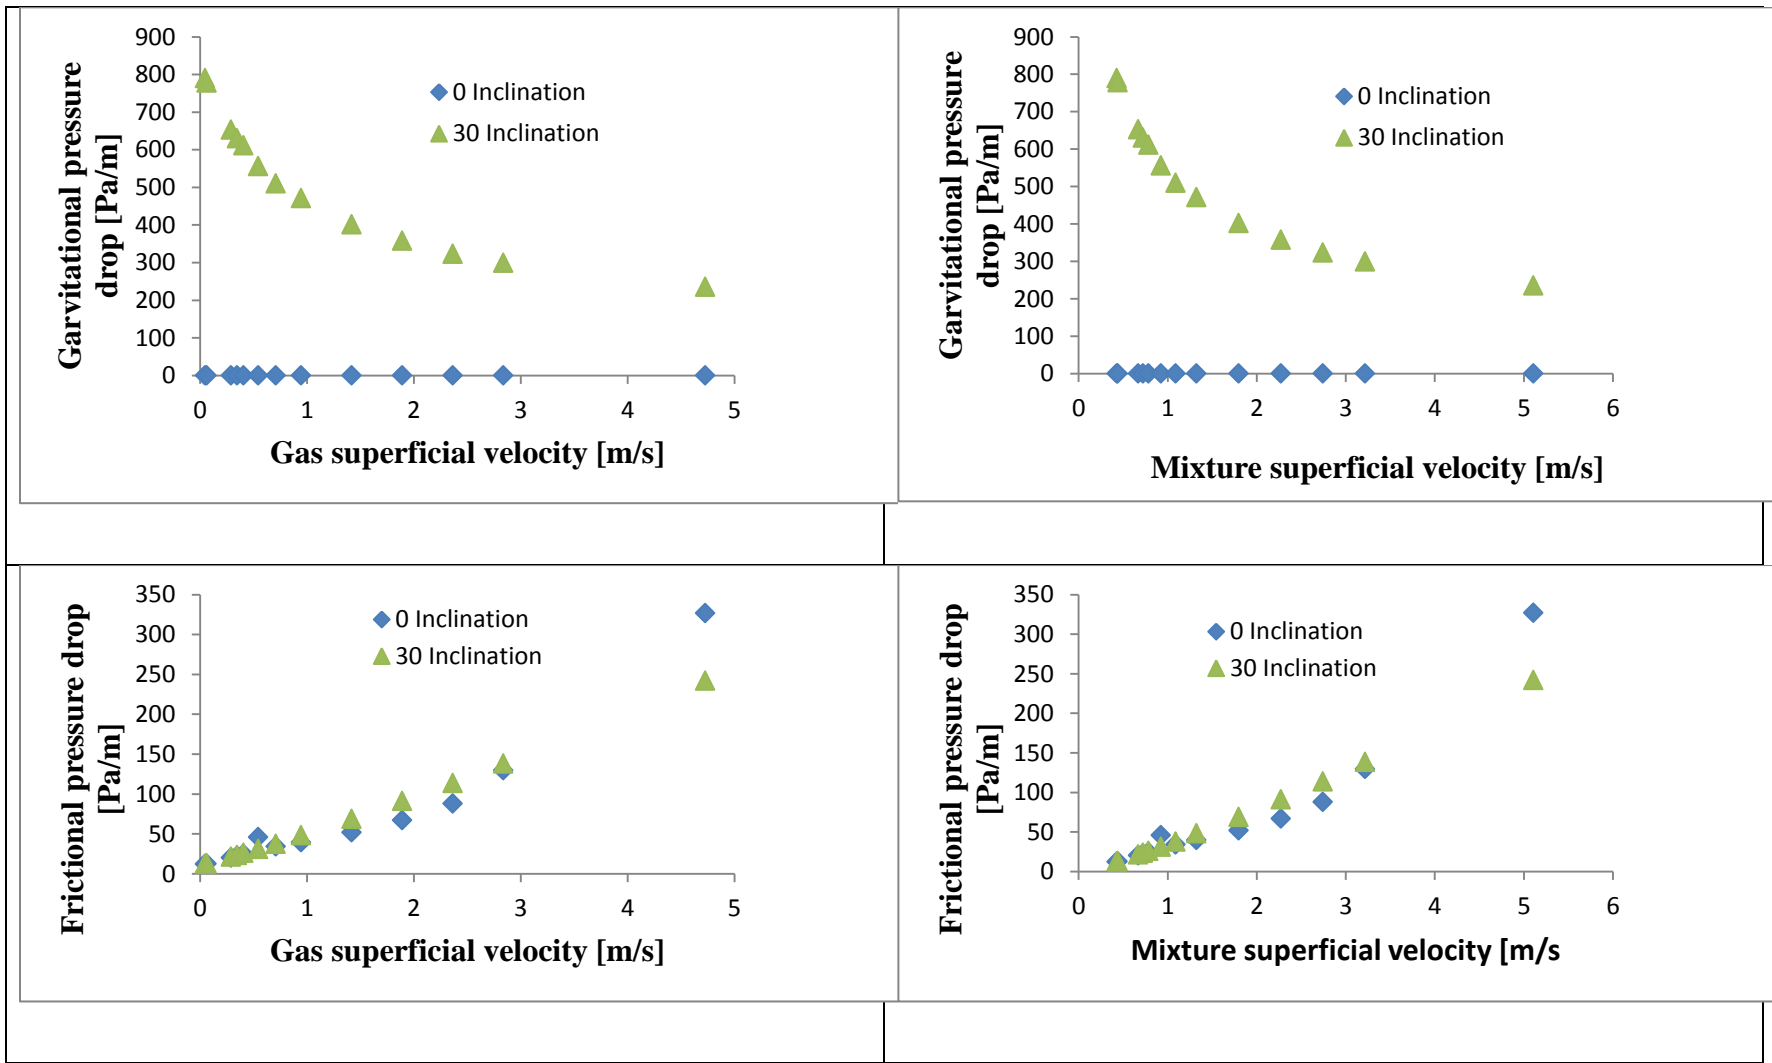 Garvitational pressure
drop [Pa/m]
900
800
700
600
500
400
300
200
100
0
0 1 2 3 4 5
0 Inclination
30 Inclination
Gas superficial velocity [m/s]
Garvitational pressure
drop [Pa/m]
900
800
700
600
500
400
300
200
100
0
0 1 2 3 4 5 6
0 Inclination
30 Inclination
Mixture superficial velocity [m/s]
Frictional pressure drop
[Pa/m]
350
300
250
200
150
100
50
0
0 1 2 3 4 5
0 Inclination
30 Inclination
Gas superficial velocity [m/s]
Frictional pressure drop
[Pa/m]
350
300
250
200
150
100
50
0
0 1 2 3 4 5 6
0 Inclination
30 Inclination
Mixture superficial velocity [m/s